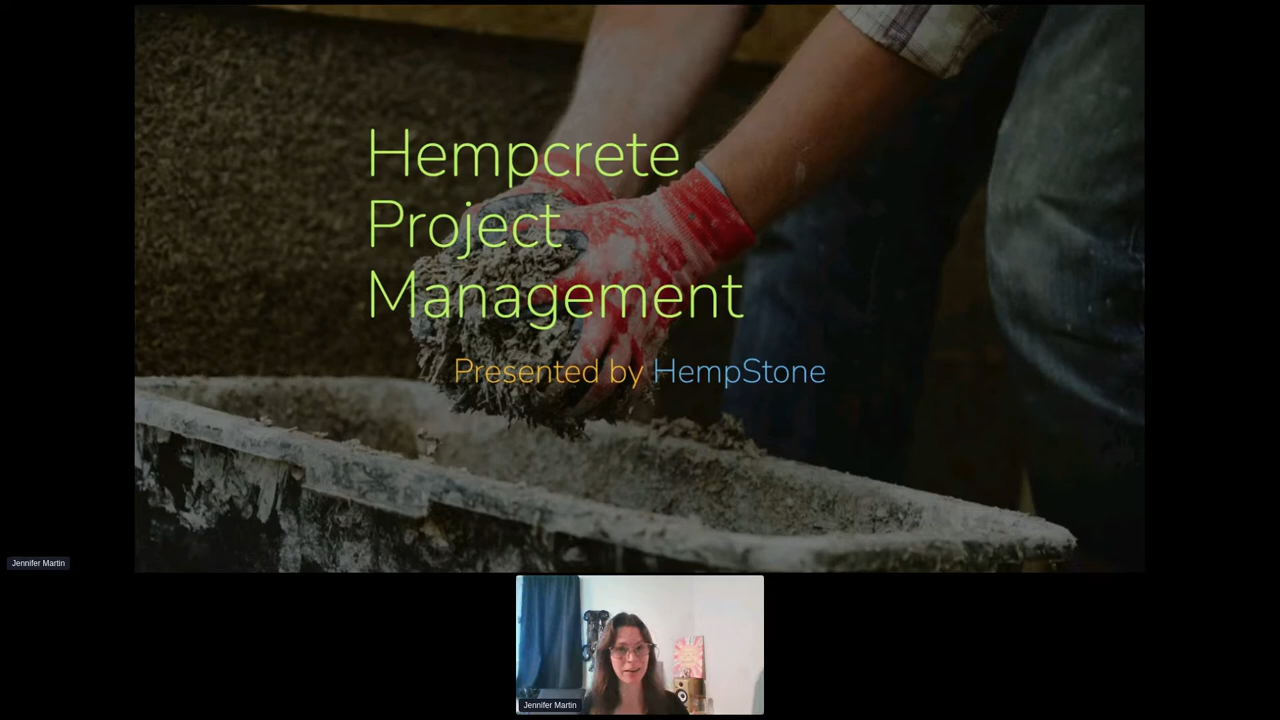 Hempcrete
Project
Management
Presented by HempStone
Jennifer Martin
Jennifer Martin